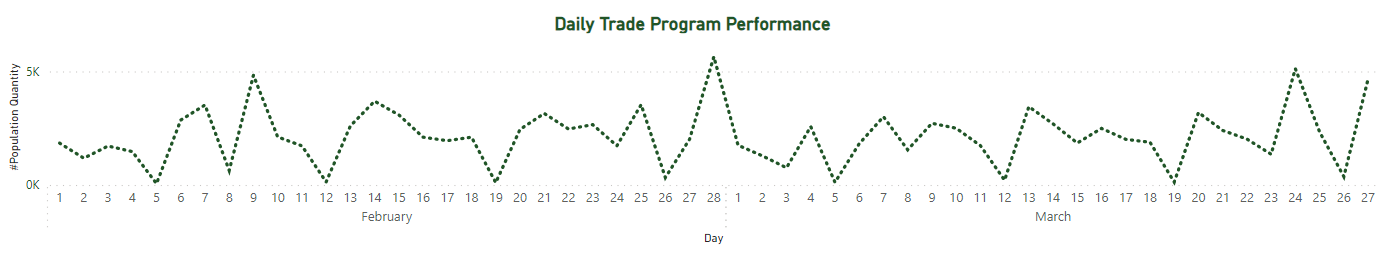 Daily Trade Program Performance
#Population Quantity
5K
0K
1 2 3 4 5 6 7 8 9 10 11 12 13 14 15 16 17 18 19 20 21 22 23 24 25 26 27 28 1 2 3 4 5 6 7 8 9 10 11 12 13 14 15 16 17 18 19 20 21 22 23 24 25 26 27
February March
Day